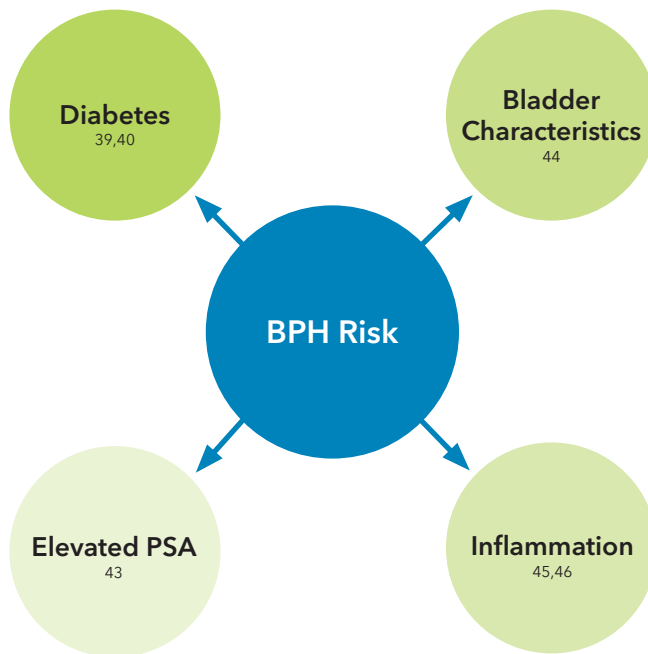 Diabetes
39,40
Bladder
Characteristics
44
BPH Risk
Elevated PSA
43
Inflammation
45,46